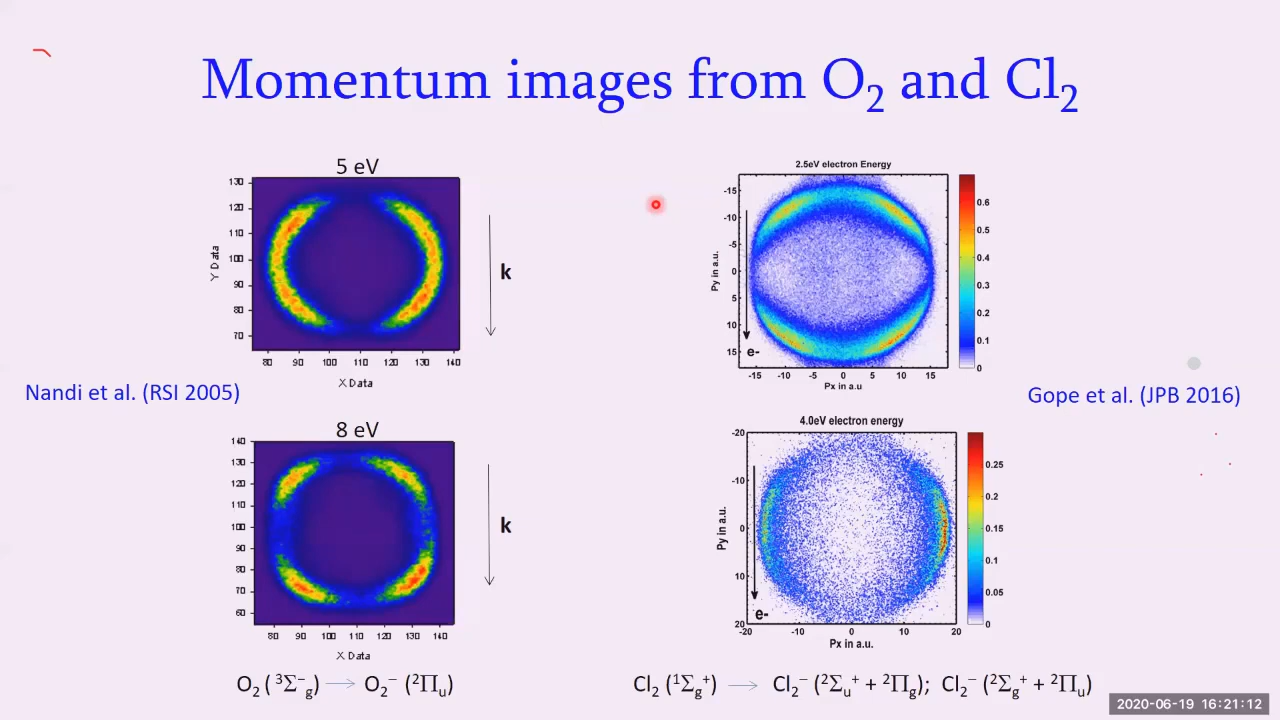 Momentum images from O₂ and Cl₂
5 eV
130
120
110
100
90
80
70
Y Data
80 90 100 110 120 130 140
X Data
k
2.5eV electron Energy
-15
-10
-5
0
5
10
15
Py in a.u.
e-
-15 -10 -5 0 5 10 15
Px in a.u
0.6
0.5
0.4
0.3
0.2
0.1
0
Nandi et al. (RSI 2005)
Gope et al. (JPB 2016)
8 eV
140
130
120
110
100
90
80
70
60
80 90 100 110 120 130 140
X Data
k
4.0eV electron energy
-20
-10
0
10
20
Py in a.u.
e-
-20 -10 0 10 20
Px in a.u.
0.25
0.2
0.15
0.1
0.05
0
O₂ ( ³Σ⁻g) → O₂⁻ (²Πu)
Cl₂ (¹Σg⁺) → Cl₂⁻ (²Σu⁺ + ²Πg); Cl₂⁻ (²Σg⁺ + ²Πu)
2020-06-19 16:21:12